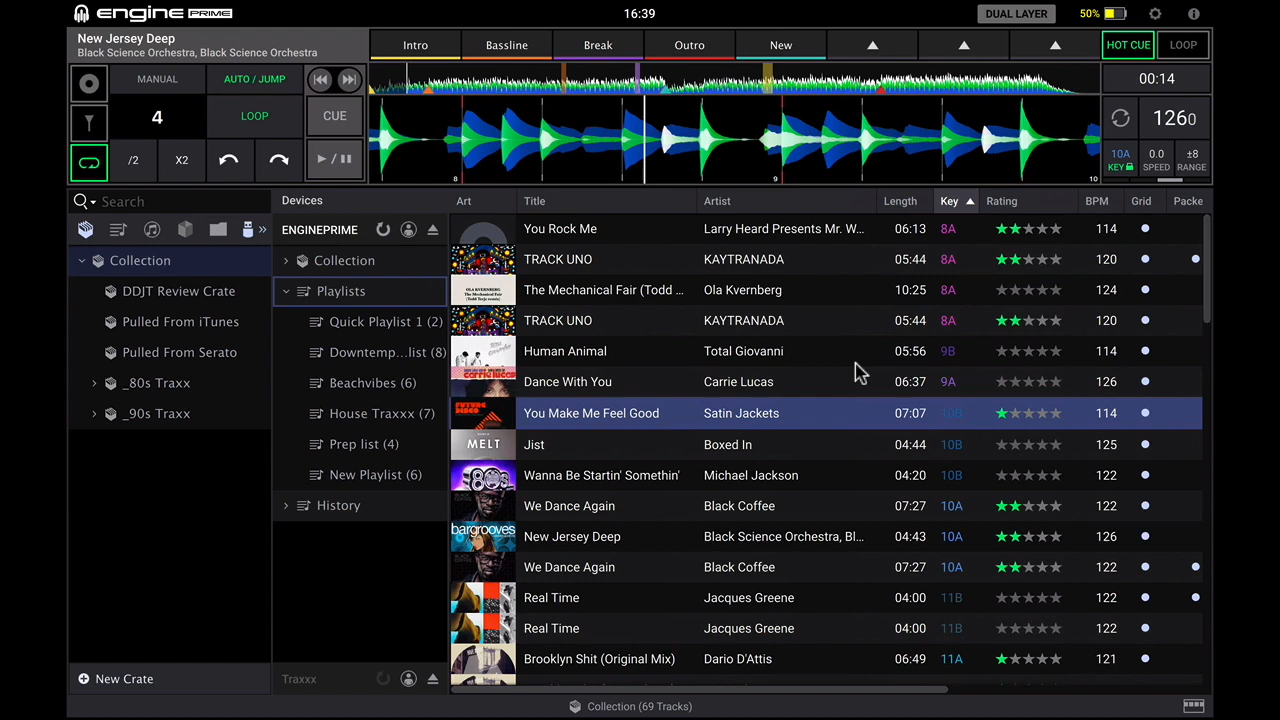 engine PRIME
16:39
DUAL LAYER
50%
New Jersey Deep
Black Science Orchestra, Black Science Orchestra
Intro
Bassline
Break
Outro
New
HOT CUE
LOOP
MANUAL
AUTO / JUMP
00:14
4
LOOP
CUE
1260
/2
X2
10A
KEY
0.0
SPEED
±8
RANGE
8
9
10
Search
Devices
Art
Title
Artist
Length
Key
Rating
BPM
Grid
Packe
ENGINEPRIME
You Rock Me Larry Heard Presents Mr. W... 06:13 8A 114
Collection
Collection
TRACK UNO KAYTRANADA 05:44 8A 120
DDJT Review Crate
Playlists
The Mechanical Fair (Todd ... Ola Kvernberg 10:25 8A 124
Pulled From iTunes
Quick Playlist 1 (2)
TRACK UNO KAYTRANADA 05:44 8A 120
Pulled From Serato
Downtemp...list (8)
Human Animal Total Giovanni 05:56 9B 114
_80s Traxx
Beachvibes (6)
Dance With You Carrie Lucas 06:37 9A 126
_90s Traxx
House Traxxx (7)
You Make Me Feel Good Satin Jackets 07:07 10B 114
Prep list (4)
MELT
Jist Boxed In 04:44 10B 125
New Playlist (6)
80s
Wanna Be Startin' Somethin' Michael Jackson 04:20 10B 122
History
We Dance Again Black Coffee 07:27 10A 122
bargrooves
New Jersey Deep Black Science Orchestra, Bl... 04:43 10A 126
We Dance Again Black Coffee 07:27 10A 122
Real Time Jacques Greene 04:00 11B 122
Real Time Jacques Greene 04:00 11B 122
Brooklyn Shit (Original Mix) Dario D'Attis 06:49 11A 121
New Crate
Traxxx
Collection (69 Tracks)